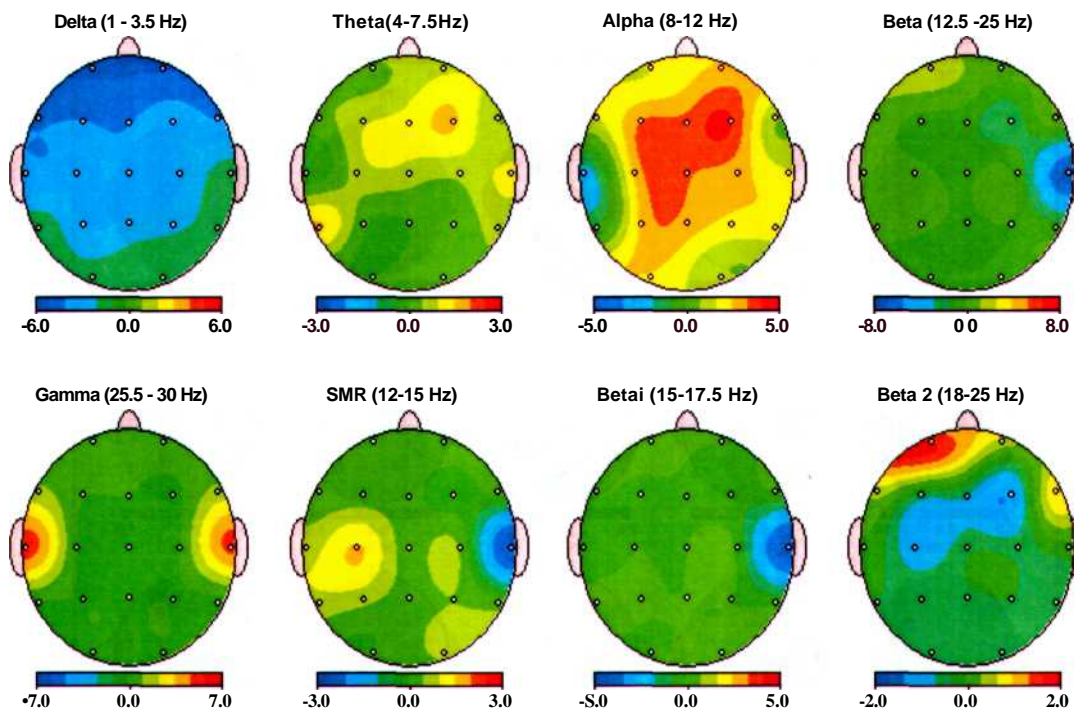 Delta (1 - 3.5 Hz) Theta(4-7.5Hz) Alpha (8-12 Hz) Beta (12.5 -25 Hz)
-6.0 0.0 6.0 -3.0 0.0 3.0 -5.0 0.0 5.0 -8.0 0 0 8.0
Gamma (25.5 - 30 Hz) SMR (12-15 Hz) Betai (15-17.5 Hz) Beta 2 (18-25 Hz)
•7.0 0.0 7.0 -3.0 0.0 3.0 -S.0 0.0 5.0 -2.0 0.0 2.0